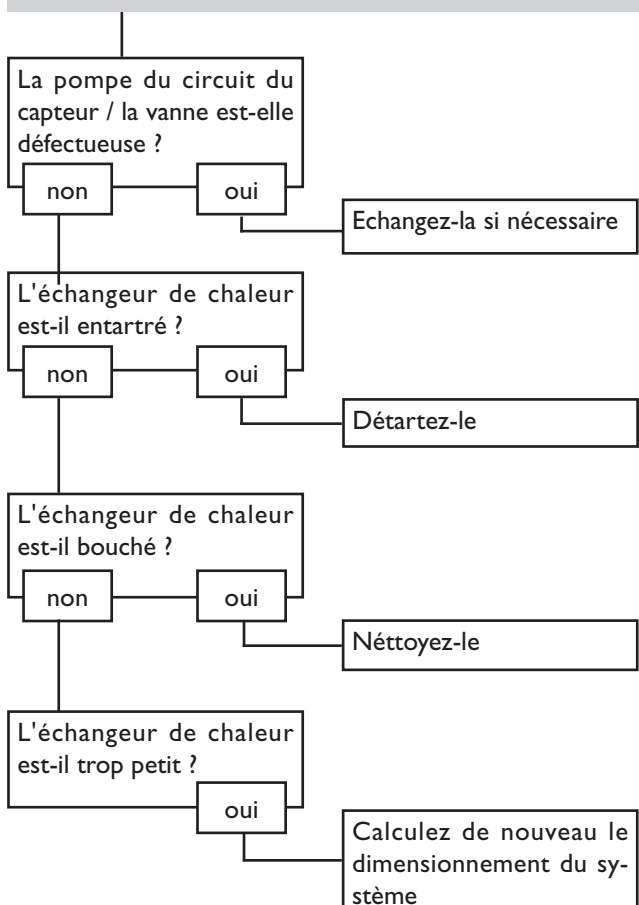 La pompe du circuit du
capteur / la vanne est-elle
défectueuse ?
non
oui
Echangez-la si nécessaire
L'échangeur de chaleur
est-il entartré ?
non
oui
Détartez-le
L'échangeur de chaleur
est-il bouché ?
non
oui
Néttoyez-le
L'échangeur de chaleur
est-il trop petit ?
oui
Calculez de nouveau le
dimensionnement du sy-
stème